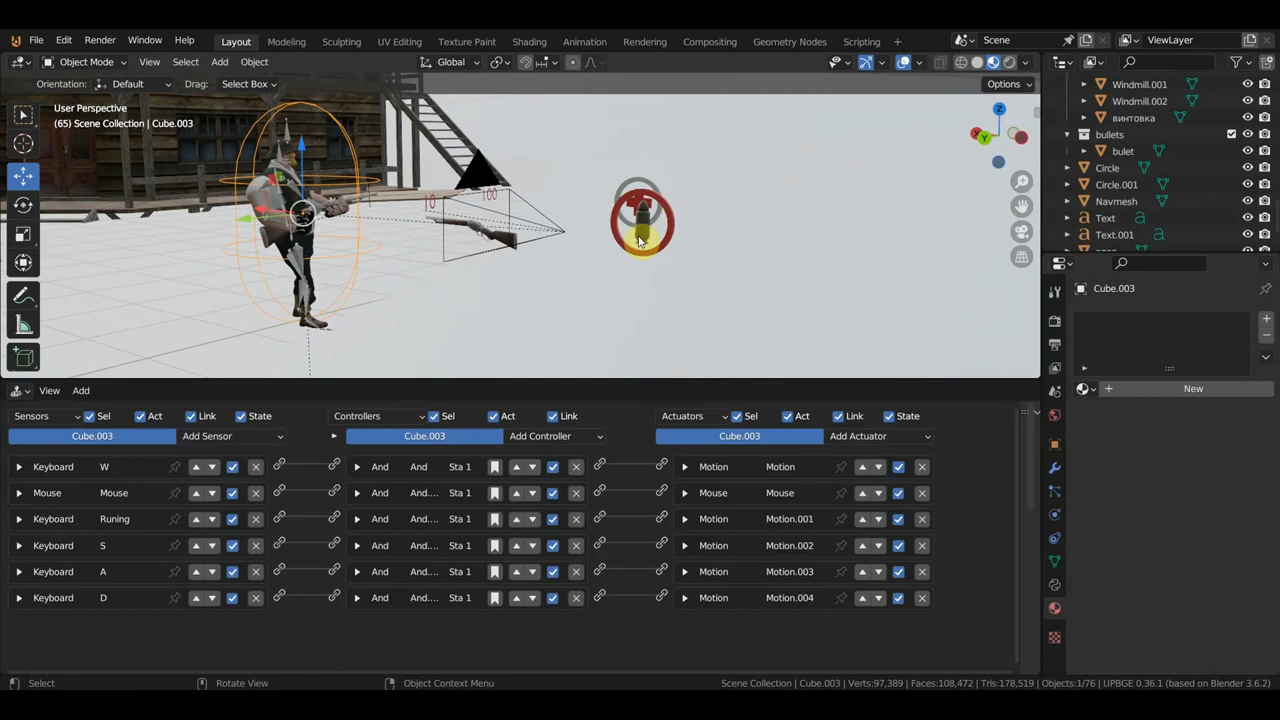 File Edit Render Window Help Layout Modeling Sculpting UV Editing Texture Paint Shading Animation Rendering Compositing Geometry Nodes Scripting + Scene ViewLayer
Object Mode View Select Add Object Global
Orientation: Default Drag: Select Box Options
User Perspective
(65) Scene Collection | Cube.003
10 100
Z
Y
Windmill.001
Windmill.002
винтовка
bullets
bulet
Circle
Circle.001
Navmesh
Text
Text.001
Cube.003
New
View Add
Sensors Sel Act Link State Controllers Sel Act Link Actuators Sel Act Link State
Cube.003 Add Sensor Cube.003 Add Controller Cube.003 Add Actuator
Keyboard W And And Sta 1 Motion Motion
Mouse Mouse And And.... Sta 1 Mouse Mouse
Keyboard Runing And And.... Sta 1 Motion Motion.001
Keyboard S And And.... Sta 1 Motion Motion.002
Keyboard A And And.... Sta 1 Motion Motion.003
Keyboard D And And.... Sta 1 Motion Motion.004
Select Rotate View Object Context Menu Scene Collection | Cube.003 | Verts:97,389 | Faces:108,472 | Tris:178,519 | Objects:1/76 | UPBGE 0.36.1 (based on Blender 3.6.2)